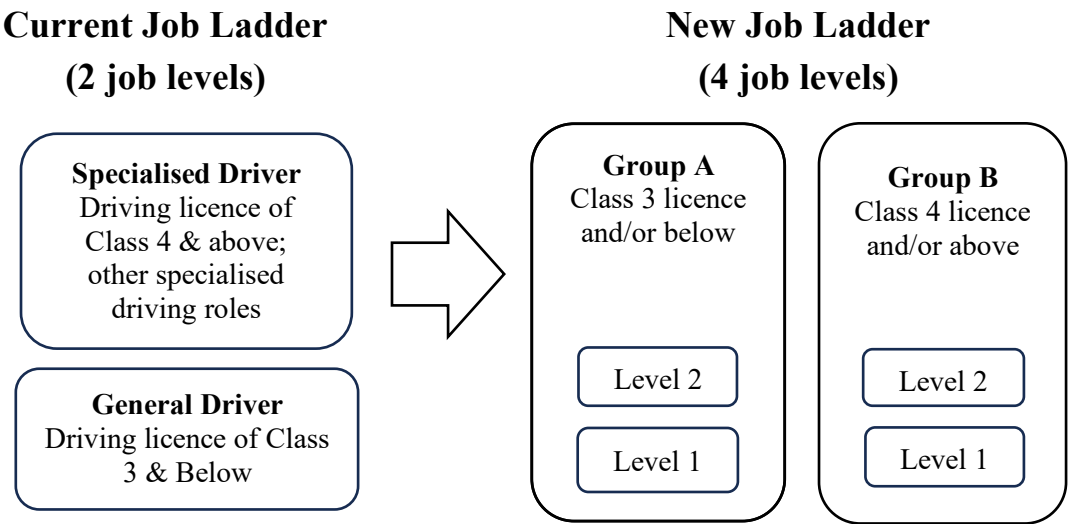 Current Job Ladder
(2 job levels)
Specialised Driver
Driving licence of
Class 4 & above;
other specialised
driving roles
General Driver
Driving licence of Class
3 & Below
New Job Ladder
(4 job levels)
Group A
Class 3 licence
and/or below
Level 2
Level 1
Group B
Class 4 licence
and/or above
Level 2
Level 1